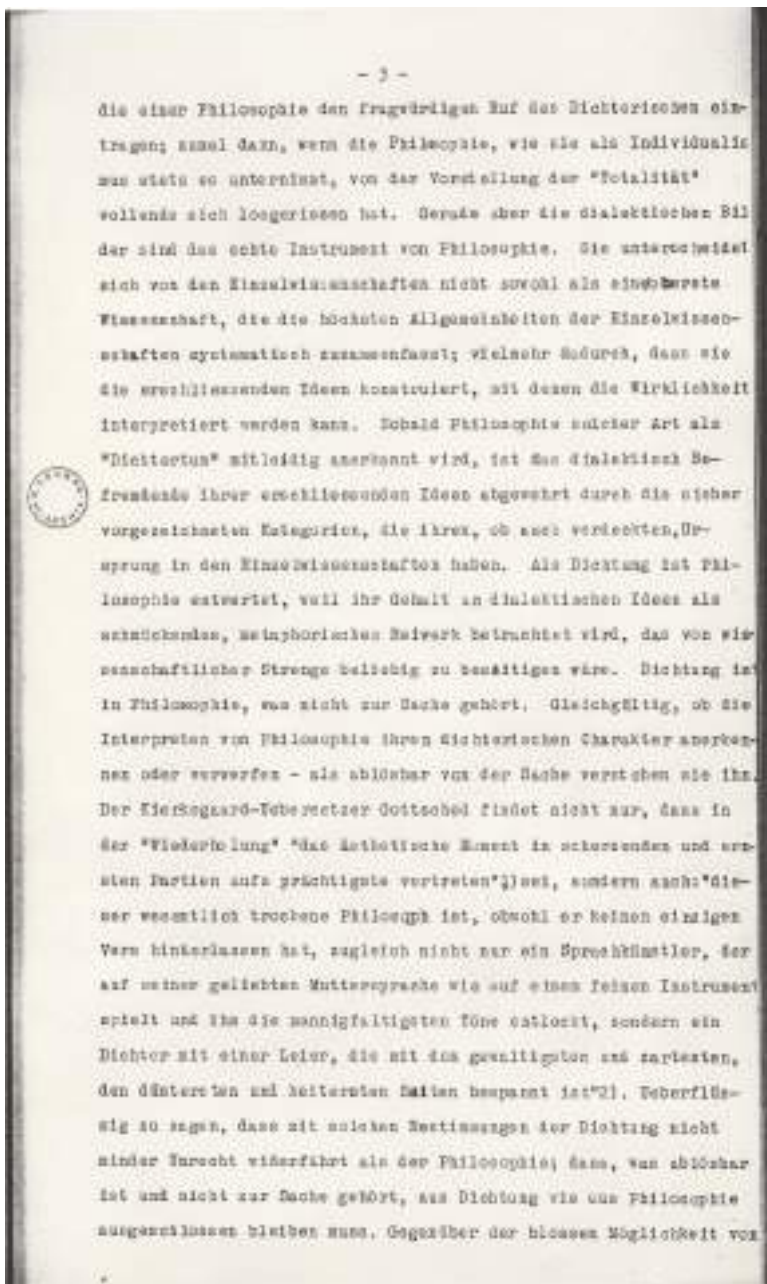 - 3 -
die einer Philosophie den fragwürdigen Ruf des Dichterischen ein-
tragen; zumal dann, wenn die Philosophie, wie sie als Individualis
mus stets es unternimmt, von der Vorstellung der "Totalität"
vollends sich losgerissen hat. Gerade aber die dialektischen Bil
der sind das echte Instrument von Philosophie. Sie unterscheidet
sich von den Einzelwissenschaften nicht sowohl als eine oberste
Wissenschaft, die die höchsten Allgemeinheiten der Einzelwissen-
schaften systematisch zusammenfasst; vielmehr dadurch, dass sie
die erschliessenden Ideen konstruiert, mit denen die Wirklichkeit
interpretiert werden kann. Sobald Philosophie solcher Art als
"Dichtertum" mitleidig anerkannt wird, ist das dialektisch Be-
fremdende ihrer erschliessenden Ideen abgewehrt durch die sicher
vorgezeichneten Kategorien, die ihren, ob auch verdeckten, Ur-
sprung in den Einzelwissenschaften haben. Als Dichtung ist Phi-
losophie entwertet, weil ihr Gehalt an dialektischen Ideen als
schmückendes, metaphorisches Beiwerk betrachtet wird, das von wis
senschaftlicher Strenge beliebig zu beseitigen wäre. Dichtung ist
in Philosophie, was nicht zur Sache gehört. Gleichgültig, ob die
Interpreten von Philosophie ihren dichterischen Charakter anerken-
nen oder verwerfen - als ablösbar von der Sache verstehen sie ihn.
Der Kierkegaard-Uebersetzer Gottsched findet nicht nur, dass in
der "Wiederholung" "das ästhetische Moment in scherzenden und ern-
sten Partien aufs prächtigste vertreten"1) sei, sondern auch: "die-
ser wesentlich trockene Philosoph ist, obwohl er keinen einzigen
Vers hinterlassen hat, zugleich nicht nur ein Sprachkünstler, der
auf seiner geliebten Muttersprache wie auf einem feinen Instrument
spielt und ihm die mannigfaltigsten Töne entlockt, sondern ein
Dichter mit einer Leier, die mit den gewaltigsten und zartesten,
den düstersten und heitersten Saiten bespannt ist"2). Ueberflüs-
sig zu sagen, dass mit solchen Bestimmungen der Dichtung nicht
minder Unrecht widerfährt als der Philosophie; dass, was ablösbar
ist und nicht zur Sache gehört, aus Dichtung wie aus Philosophie
ausgeschlossen bleiben muss. Gegenüber der blossen Möglichkeit von